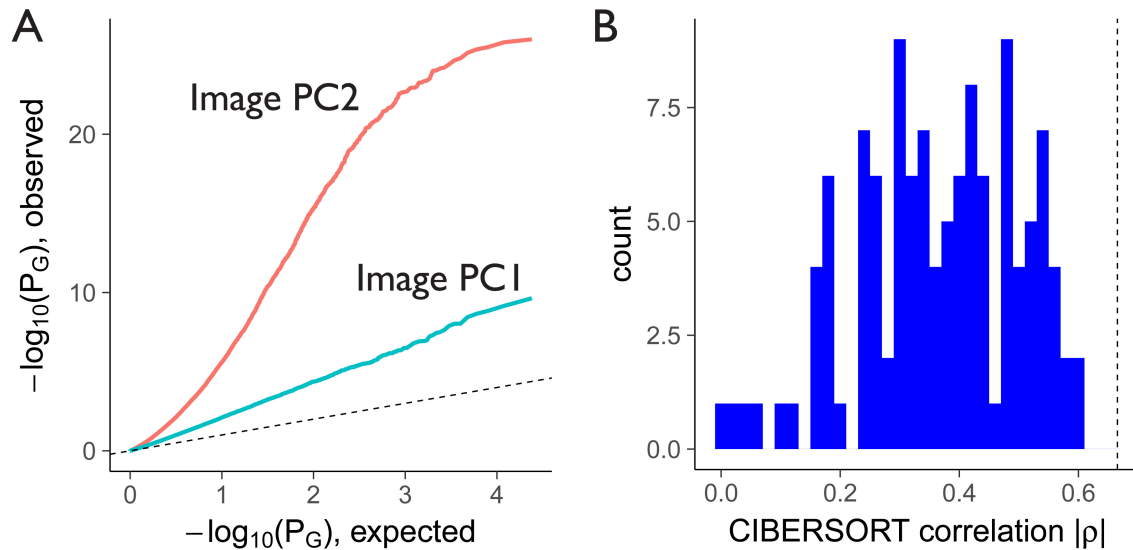 A
Image PC2
Image PC1
−log10(PG), observed
20
10
0
0
1
2
3
4
−log10(PG), expected
B
count
7.5
5.0
2.5
0.0
0.0
0.2
0.4
0.6
CIBERSORT correlation |ρ|